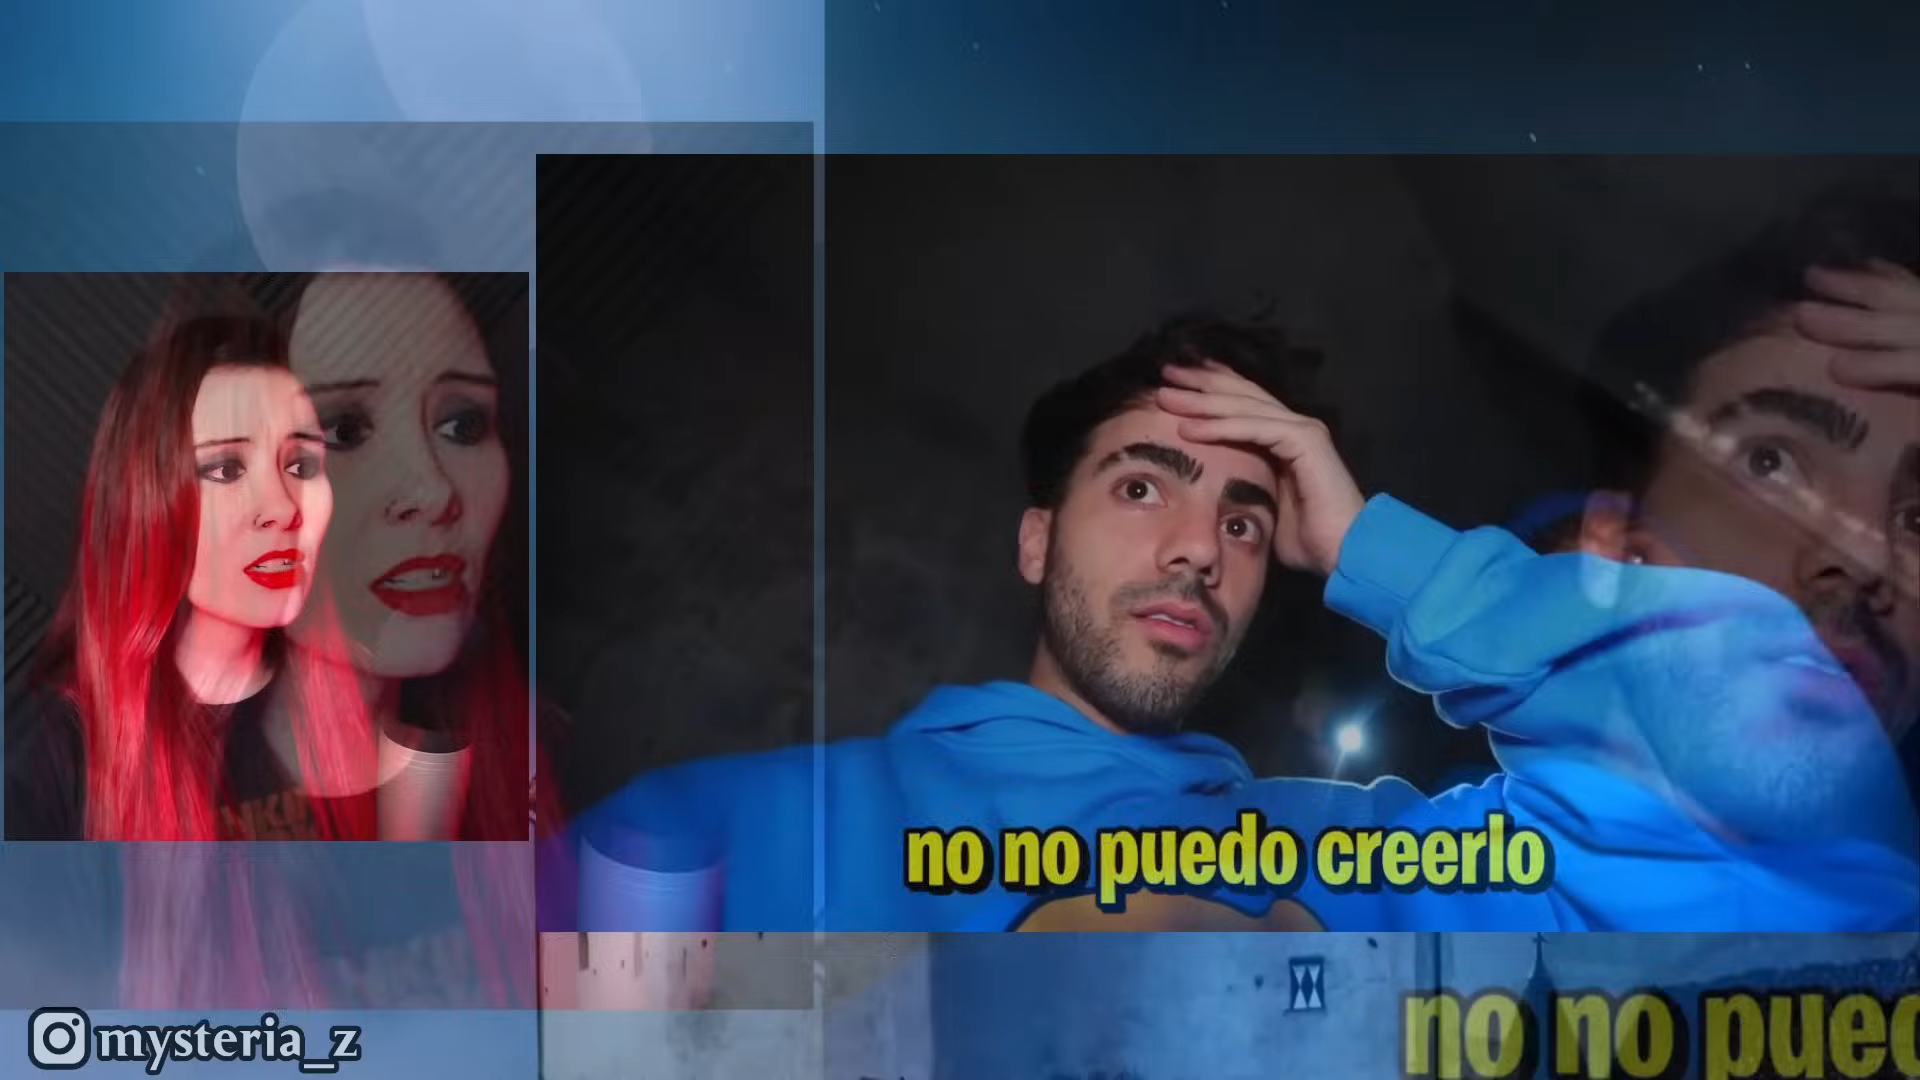 no no puedo creerlo
mysteria_z
no no pued